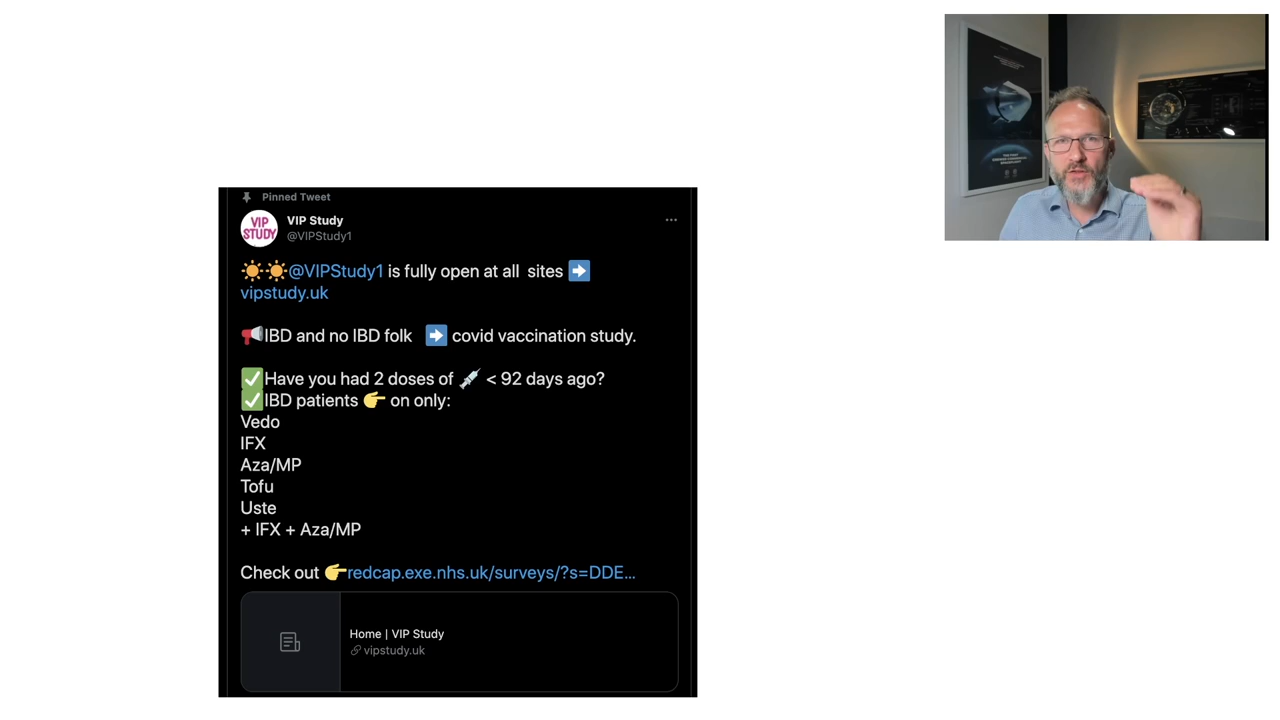 Pinned Tweet
VIP STUDY
VIP Study
@VIPStudy1
@VIPStudy1 is fully open at all sites ➡️
vipstudy.uk
IBD and no IBD folk ➡️ covid vaccination study.
✅Have you had 2 doses of 💉 < 92 days ago?
✅IBD patients 👉 on only:
Vedo
IFX
Aza/MP
Tofu
Uste
+ IFX + Aza/MP
Check out 👉redcap.exe.nhs.uk/surveys/?s=DDE...
Home | VIP Study
vipstudy.uk